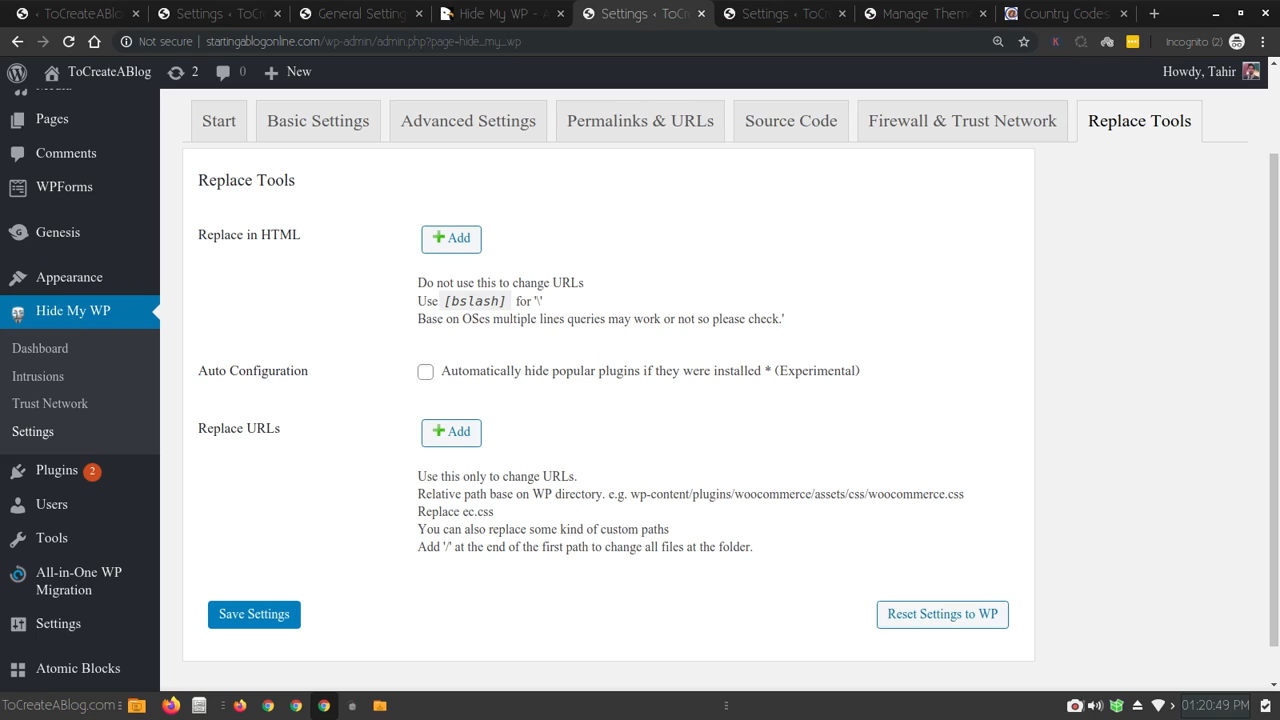 ToCreateABlog
Settings ‹ ToCr
General Setting
Hide My WP - A
Settings ‹ ToCr
Settings ‹ ToCr
Manage Them
Country Codes
Not secure | startingablogonline.com/wp-admin/admin.php?page=hide_my_wp
Incognito (2)
ToCreateABlog
2
0
New
Howdy, Tahir
Pages
Comments
WPForms
Genesis
Appearance
Hide My WP
Dashboard
Intrusions
Trust Network
Settings
Plugins 2
Users
Tools
All-in-One WP
Migration
Settings
Atomic Blocks
Start
Basic Settings
Advanced Settings
Permalinks & URLs
Source Code
Firewall & Trust Network
Replace Tools
Replace Tools
Replace in HTML
Add
Do not use this to change URLs
Use [bslash] for '\'
Base on OSes multiple lines queries may work or not so please check.'
Auto Configuration
Automatically hide popular plugins if they were installed * (Experimental)
Replace URLs
Add
Use this only to change URLs.
Relative path base on WP directory. e.g. wp-content/plugins/woocommerce/assets/css/woocommerce.css
Replace ec.css
You can also replace some kind of custom paths
Add '/' at the end of the first path to change all files at the folder.
Save Settings
Reset Settings to WP
ToCreateABlog.com
01:20:49 PM